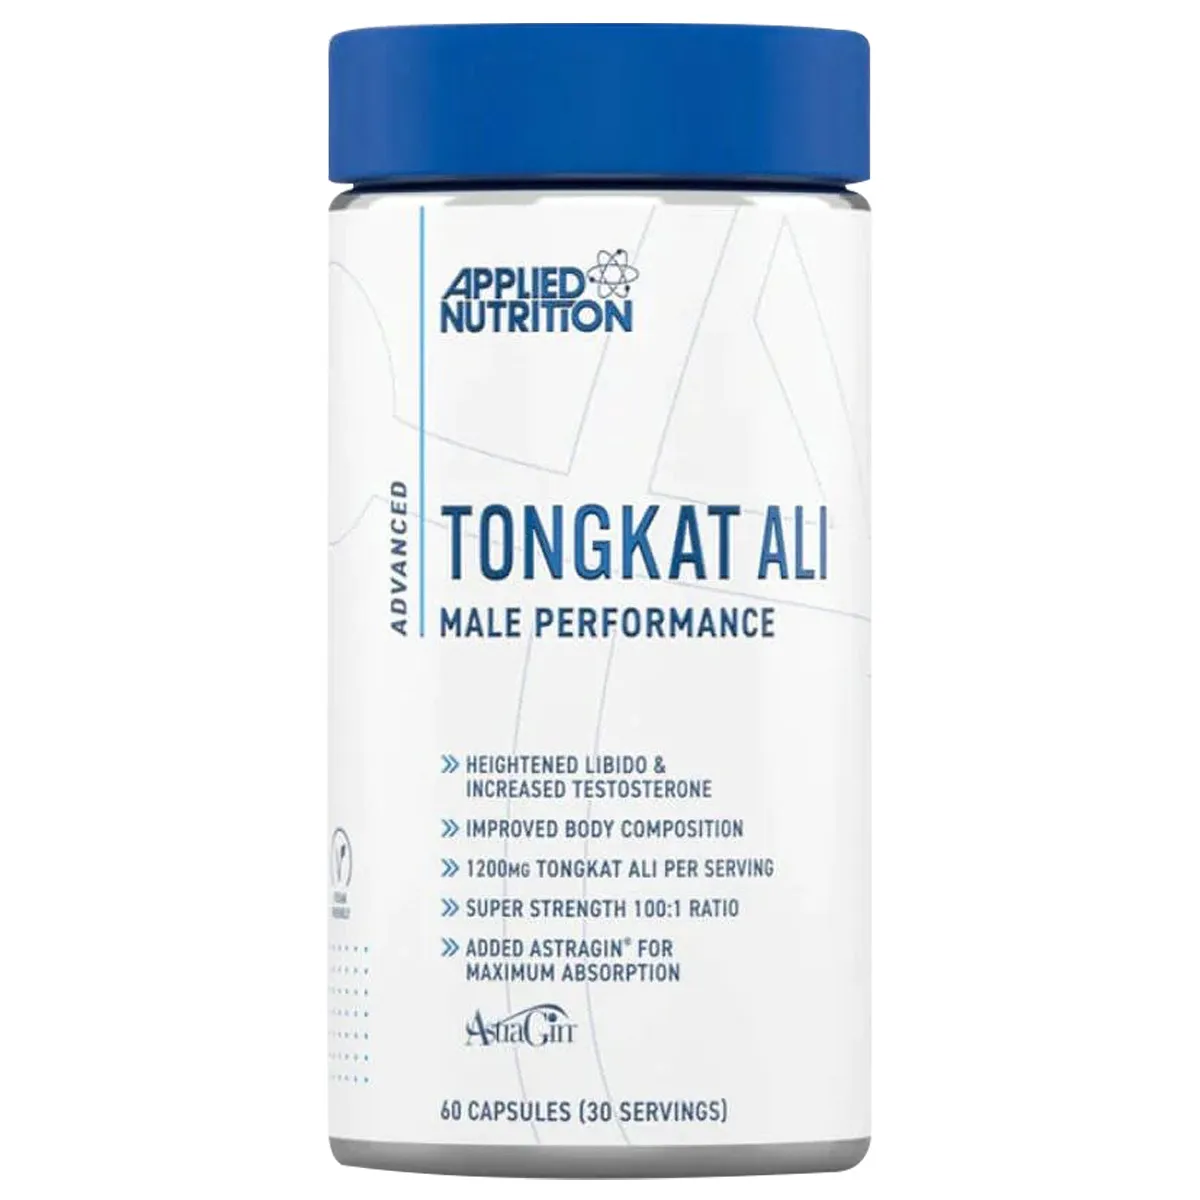 APPLIED
NUTRITION
ADVANCED
TONGKAT ALI
MALE PERFORMANCE
» HEIGHTENED LIBIDO &
INCREASED TESTOSTERONE
» IMPROVED BODY COMPOSITION
» 1200MG TONGKAT ALI PER SERVING
» SUPER STRENGTH 100:1 RATIO
» ADDED ASTRAGIN® FOR
MAXIMUM ABSORPTION
AstraGin
60 CAPSULES (30 SERVINGS)